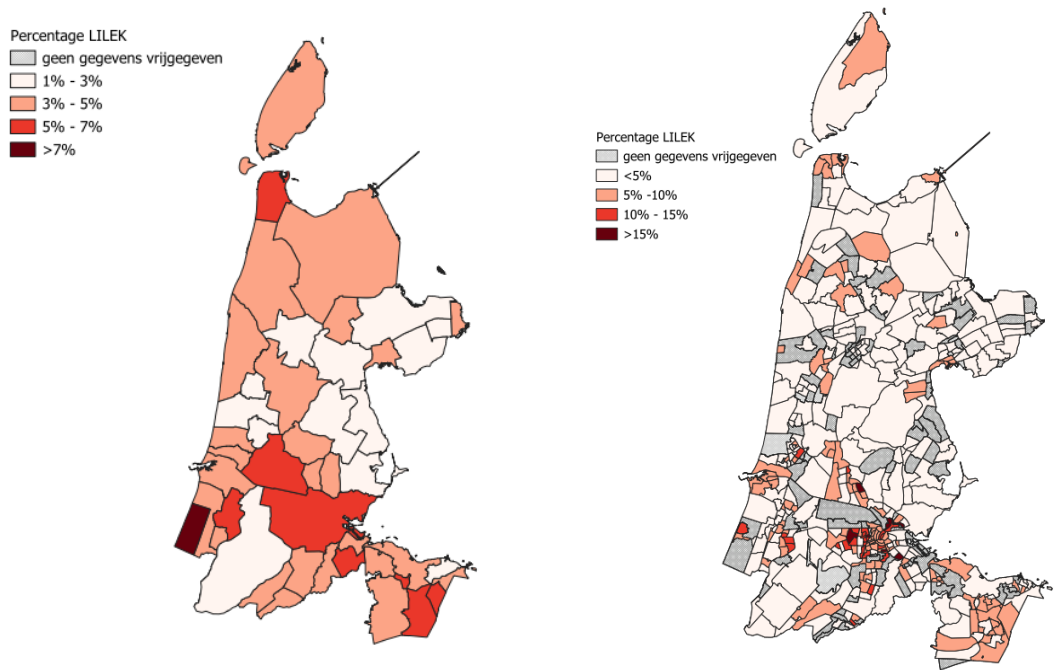 Percentage LILEK
geen gegevens vrijgegeven
1% - 3%
3% - 5%
5% - 7%
>7%
Percentage LILEK
geen gegevens vrijgegeven
<5%
5% -10%
10% - 15%
>15%